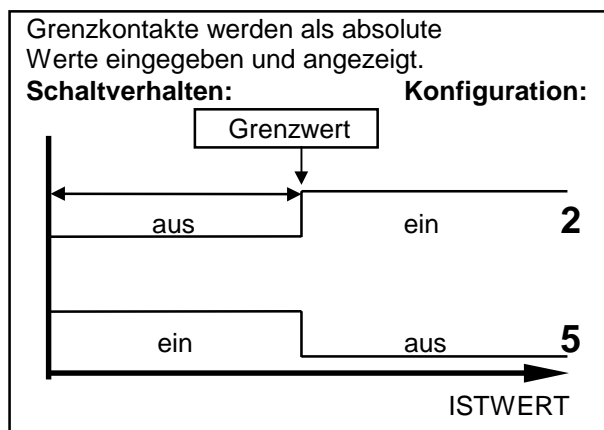 Grenzkontakte werden als absolute
Werte eingegeben und angezeigt.
Schaltverhalten: Konfiguration:
Grenzwert
aus ein 2
ein aus 5
ISTWERT